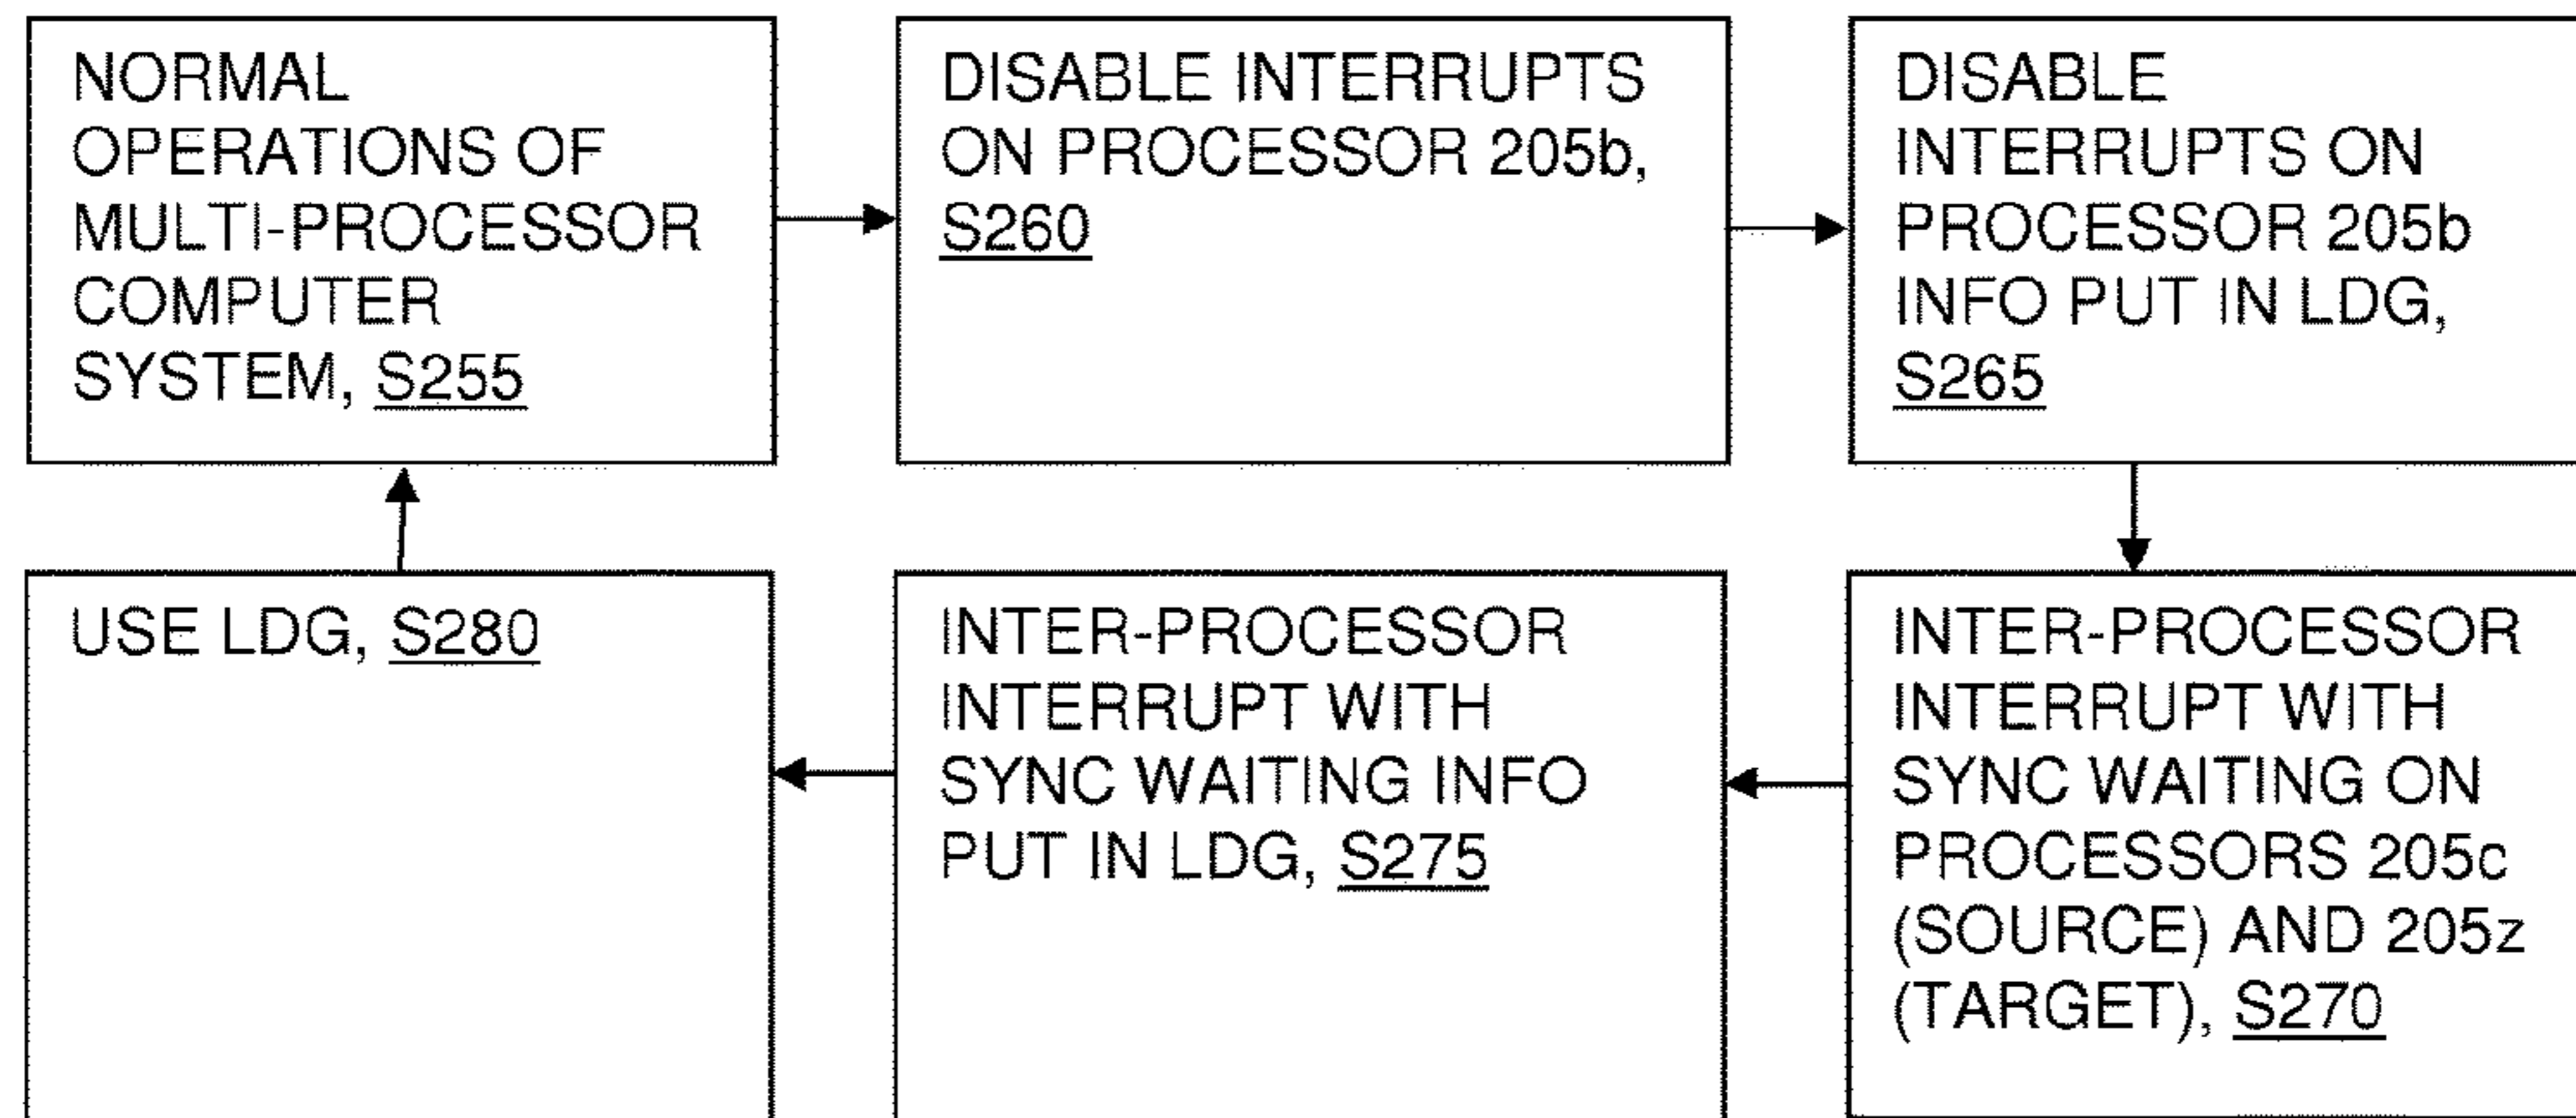 NORMAL
OPERATIONS OF
MULTI-PROCESSOR
COMPUTER
SYSTEM, S255
DISABLE INTERRUPTS
ON PROCESSOR 205b,
S260
DISABLE
INTERRUPTS ON
PROCESSOR 205b
INFO PUT IN LDG,
S265
USE LDG, S280
INTER-PROCESSOR
INTERRUPT WITH
SYNC WAITING INFO
PUT IN LDG, S275
INTER-PROCESSOR
INTERRUPT WITH
SYNC WAITING ON
PROCESSORS 205c
(SOURCE) AND 205z
(TARGET), S270